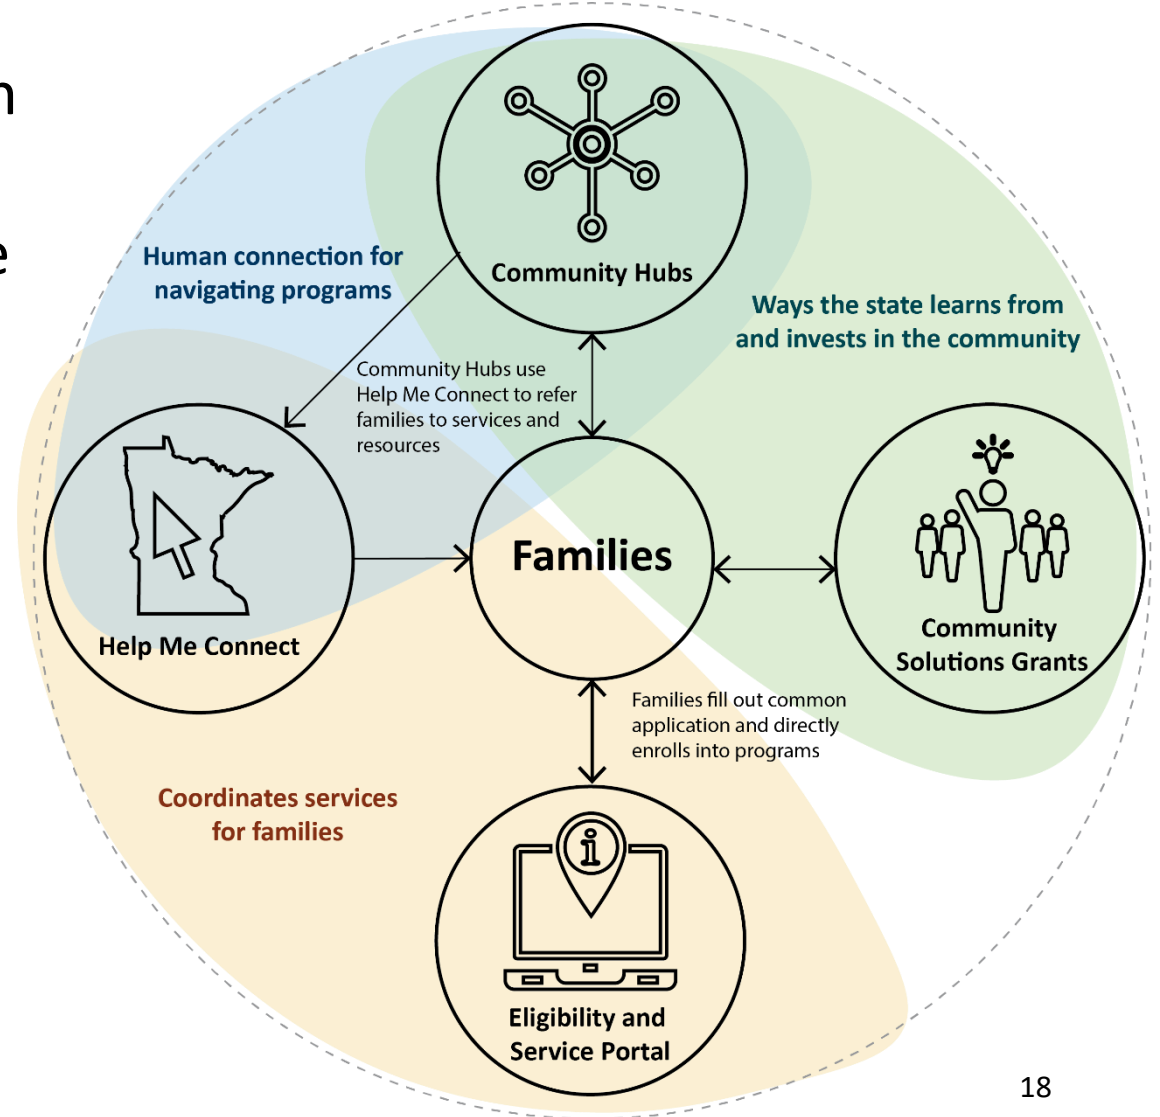 n
e
Community Hubs
Human connection for
navigating programs
Ways the state learns from
and invests in the community
Community Hubs use
Help Me Connect to refer
families to services and
resources
Help Me Connect
Families
Community
Solutions Grants
Families fill out common
application and directly
enrolls into programs
Coordinates services
for families
i
Eligibility and
Service Portal
18